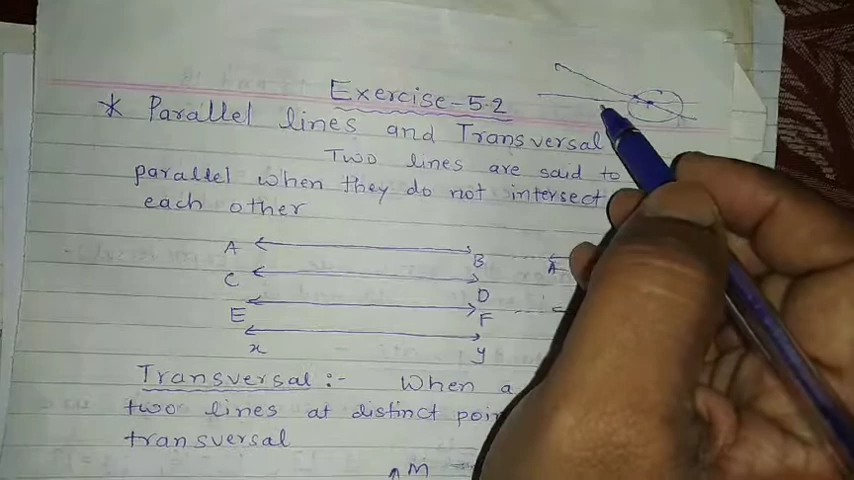 Exercise-5.2
* Parallel lines and Transversal
Two lines are said to
parallel when they do not intersect
each other
A B A
C D
E F
x y
Transversal :- When a
two lines at distinct poin
transversal
m